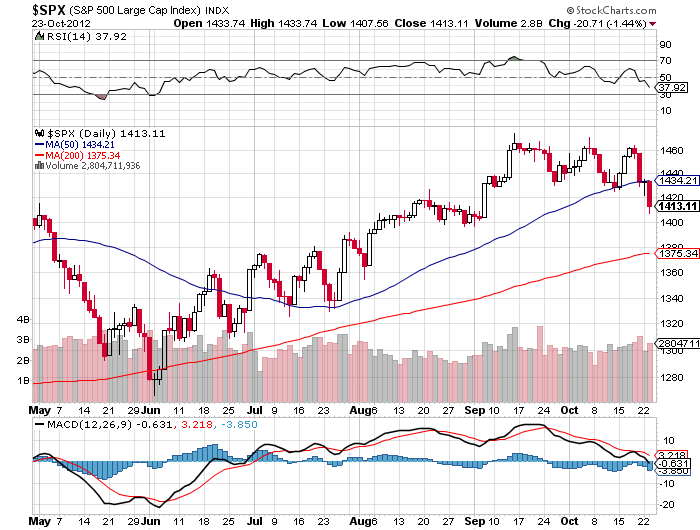 $SPX (S&P 500 Large Cap Index) INDX
© StockCharts.com
23-Oct-2012
Open 1433.74 High 1433.74 Low 1407.56 Close 1413.11 Volume 2.8B Chg -20.71 (-1.44%)
RSI(14) 37.92
90
70
50
37.92
30
10
$SPX (Daily) 1413.11
MA(50) 1434.21
MA(200) 1375.34
Volume 2,804,711,936
1460
1440
1434.21
1420
1413.11
1400
1380
1375.34
1360
1340
1320
1300
1280
4B
3B
2B
1B
2804711
May 7 14 21 29 Jun 11 18 25 Jul 9 16 23 Aug 6 13 20 27 Sep 10 17 24 Oct 8 15 22
MACD(12,26,9) -0.631, 3.218, -3.850
10
3.218
-0.631
-3.850
-10
-20
May 7 14 21 29 Jun 11 18 25 Jul 9 16 23 Aug 6 13 20 27 Sep 10 17 24 Oct 8 15 22